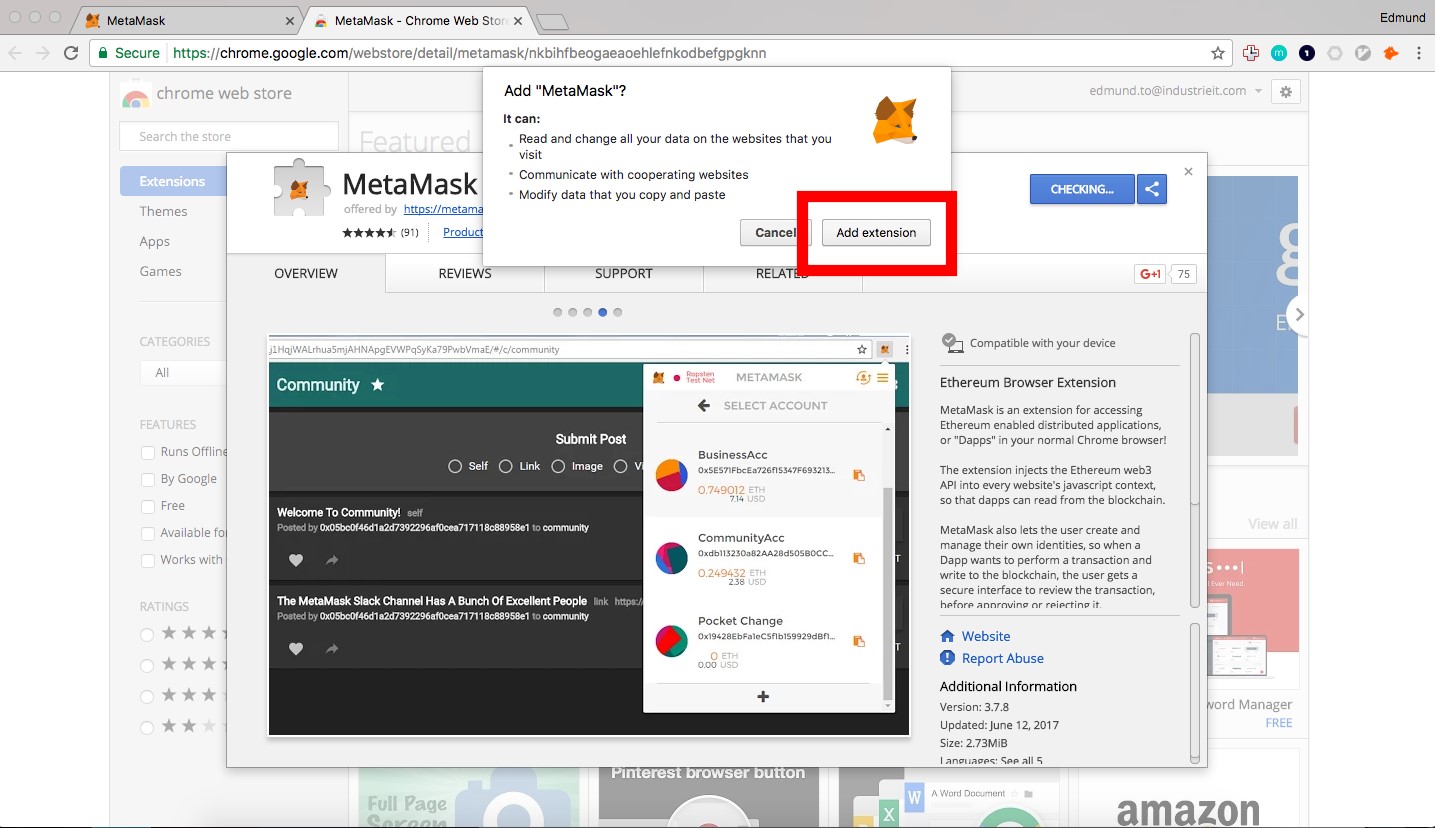 MetaMask
MetaMask - Chrome Web Stor
Edmund
Secure
https://chrome.google.com/webstore/detail/metamask/nkbihfbeogaeaoehlefnkodbefgpgknn
chrome web store
Search the store
edmund.to@industrieit.com
Featured
Add "MetaMask"?
It can:
Read and change all your data on the websites that you
visit
Communicate with cooperating websites
Modify data that you copy and paste
Cancel
Add extension
Extensions
Themes
Apps
Games
MetaMask
offered by https://metama
(91)
Product
CHECKING...
OVERVIEW
REVIEWS
SUPPORT
RELATED
G+1
75
CATEGORIES
All
FEATURES
Runs Offline
By Google
Free
Available fo
Works with
RATINGS
j1HqjWALrhua5mjAHNApgEVWPqSyKa79PwbVmaE/#/c/community
Community
Submit Post
Self
Link
Image
Vi
Welcome To Community! self
Posted by 0x05bc0f46d1a2d7392296af0cea717118c88958e1 to community
The MetaMask Slack Channel Has A Bunch Of Excellent People link https:/
Posted by 0x05bc0f46d1a2d7392296af0cea717118c88958e1 to community
Ropsten
Test Net
METAMASK
SELECT ACCOUNT
BusinessAcc
0x5E571FbcEa726f15347F693213...
0.749012 ETH
7.14 USD
CommunityAcc
0xdb113230a82AA28d505B0CC...
0.249432 ETH
2.38 USD
Pocket Change
0x19428EbFa1eC5f1b159929dBf1...
0 ETH
0.00 USD
Compatible with your device
Ethereum Browser Extension
MetaMask is an extension for accessing
Ethereum enabled distributed applications,
or "Dapps" in your normal Chrome browser!
The extension injects the Ethereum web3
API into every website's javascript context,
so that dapps can read from the blockchain.
MetaMask also lets the user create and
manage their own identities, so when a
Dapp wants to perform a transaction and
write to the blockchain, the user gets a
secure interface to review the transaction,
before approving or rejecting it.
Website
Report Abuse
Additional Information
Version: 3.7.8
Updated: June 12, 2017
Size: 2.73MiB
Languages: See all 5
View all
word Manager
FREE
Full Page
Screen
Pinterest browser button
A Word Document
W
X
amazon